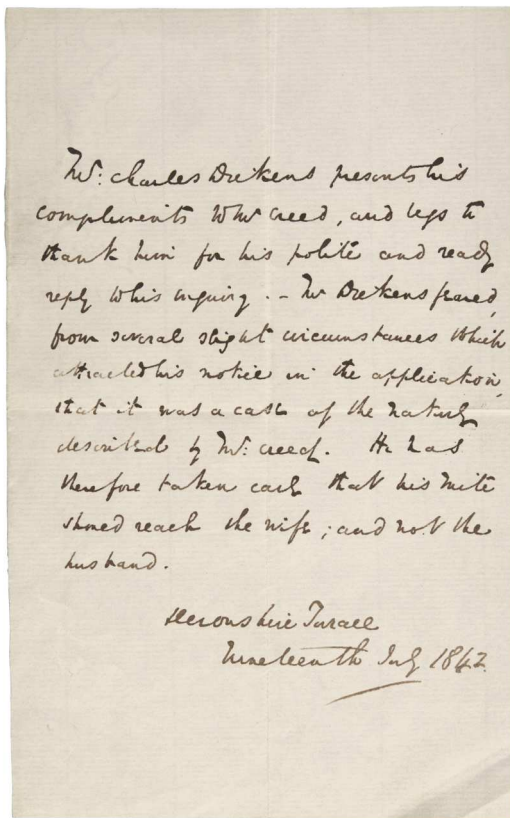 Mr. Charles Dickens presents his
compliments to Mr Creed, and begs to
thank him for his polite and ready
reply to his inquiry. – Mr Dickens feared,
from several slight circumstances which
attracted his notice in the application,
that it was a case of the nature
described by Mr. Creed. He has
therefore taken care that his mite
should reach the wife; and not the
husband.
Devonshire Terrace
Nineteenth July 1842.